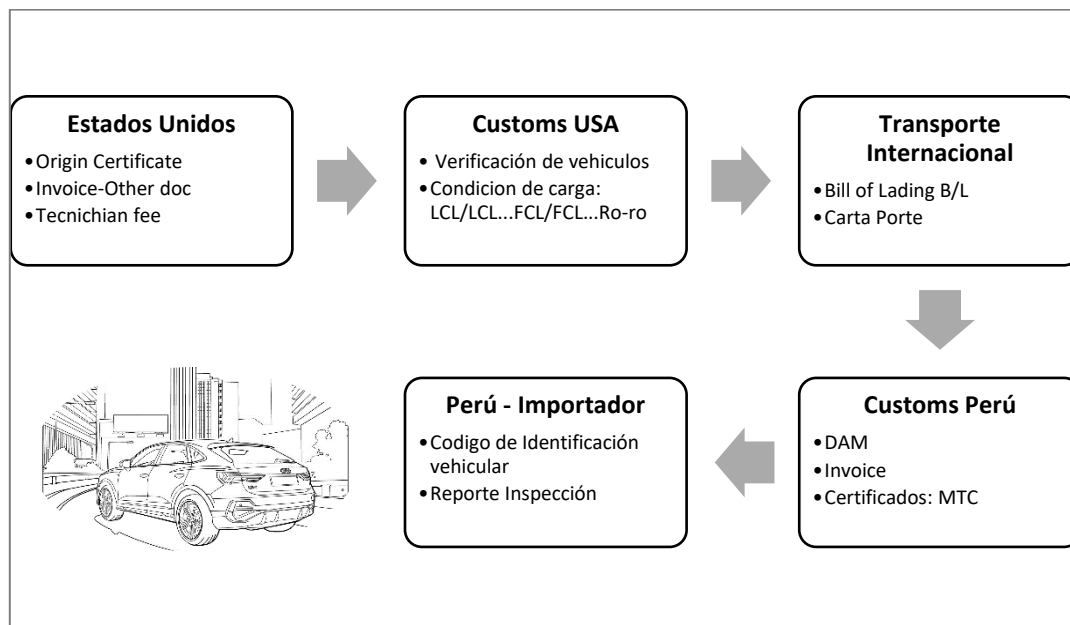 Estados Unidos
•Origin Certificate
•Invoice-Other doc
•Tecnichian fee
Customs USA
• Verificación de vehiculos
•Condicion de carga:
LCL/LCL...FCL/FCL...Ro-ro
Transporte
Internacional
•Bill of Lading B/L
•Carta Porte
Customs Perú
•DAM
•Invoice
•Certificados: MTC
Perú - Importador
•Codigo de Identificación
vehicular
•Reporte Inspección